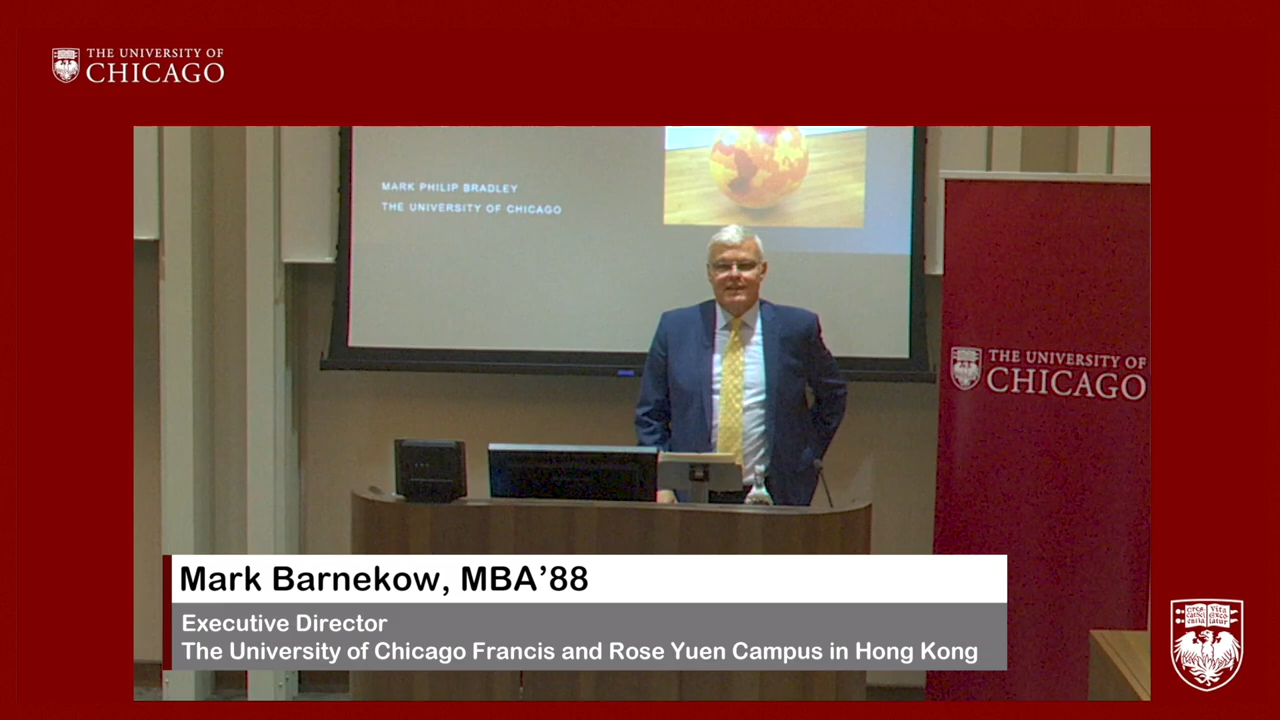 THE UNIVERSITY OF
CHICAGO
MARK PHILIP BRADLEY
THE UNIVERSITY OF CHICAGO
THE UNIVERSITY OF
CHICAGO
Mark Barnekow, MBA’88
Executive Director
The University of Chicago Francis and Rose Yuen Campus in Hong Kong